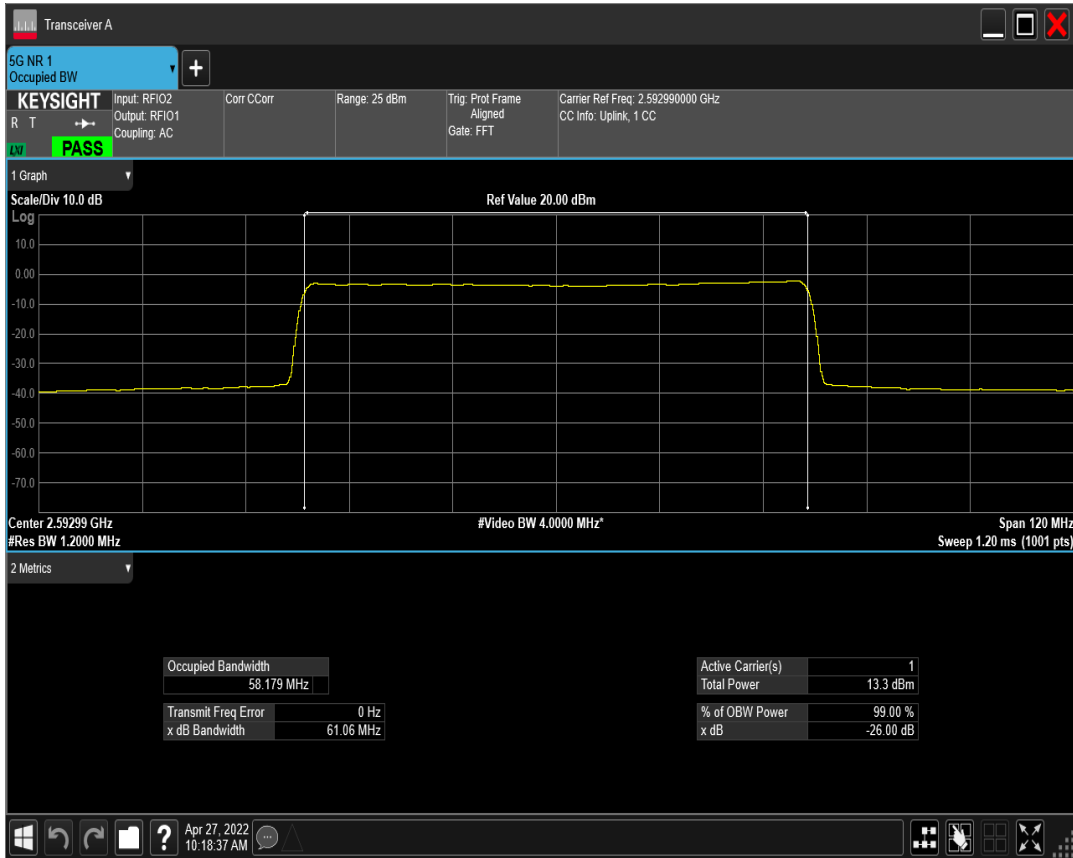 Transceiver A
5G NR 1
Occupied BW
+
KEYSIGHT
R T
LXI
PASS
Input: RFIO2
Output: RFIO1
Coupling: AC
Corr CCorr
Range: 25 dBm
Trig: Prot Frame
Aligned
Gate: FFT
Carrier Ref Freq: 2.592990000 GHz
CC Info: Uplink, 1 CC
1 Graph
Scale/Div 10.0 dB
Ref Value 20.00 dBm
Log
10.0
0.00
-10.0
-20.0
-30.0
-40.0
-50.0
-60.0
-70.0
Center 2.59299 GHz
#Video BW 4.0000 MHz*
Span 120 MHz
#Res BW 1.2000 MHz
Sweep 1.20 ms (1001 pts)
2 Metrics
Occupied Bandwidth
58.179 MHz
Transmit Freq Error 0 Hz
x dB Bandwidth 61.06 MHz
Active Carrier(s) 1
Total Power 13.3 dBm
% of OBW Power 99.00 %
x dB -26.00 dB
?
Apr 27, 2022
10:18:37 AM